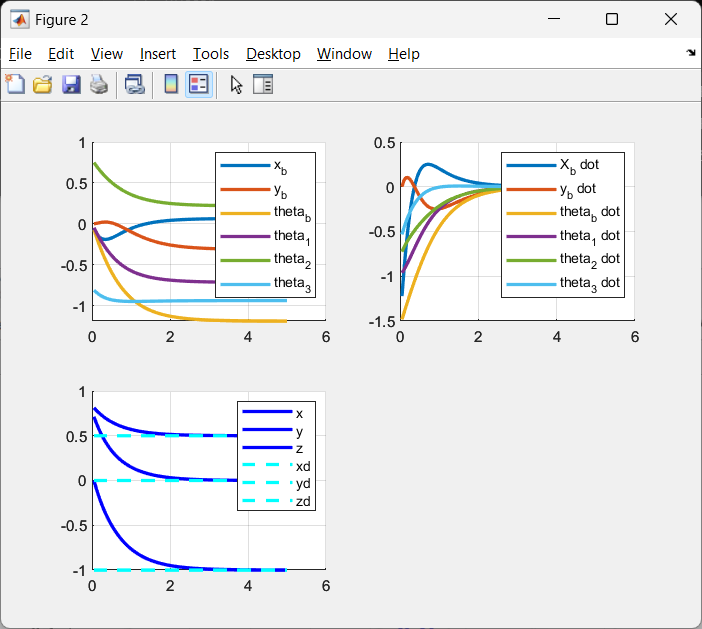 Figure 2
File Edit View Insert Tools Desktop Window Help
1
0.5
0
-0.5
-1
0 2 4 6
x_b
y_b
theta_b
theta_1
theta_2
theta_3
0.5
0
-0.5
-1
-1.5
0 2 4 6
X_b dot
y_b dot
theta_b dot
theta_1 dot
theta_2 dot
theta_3 dot
1
0.5
0
-0.5
-1
0 2 4 6
x
y
z
xd
yd
zd